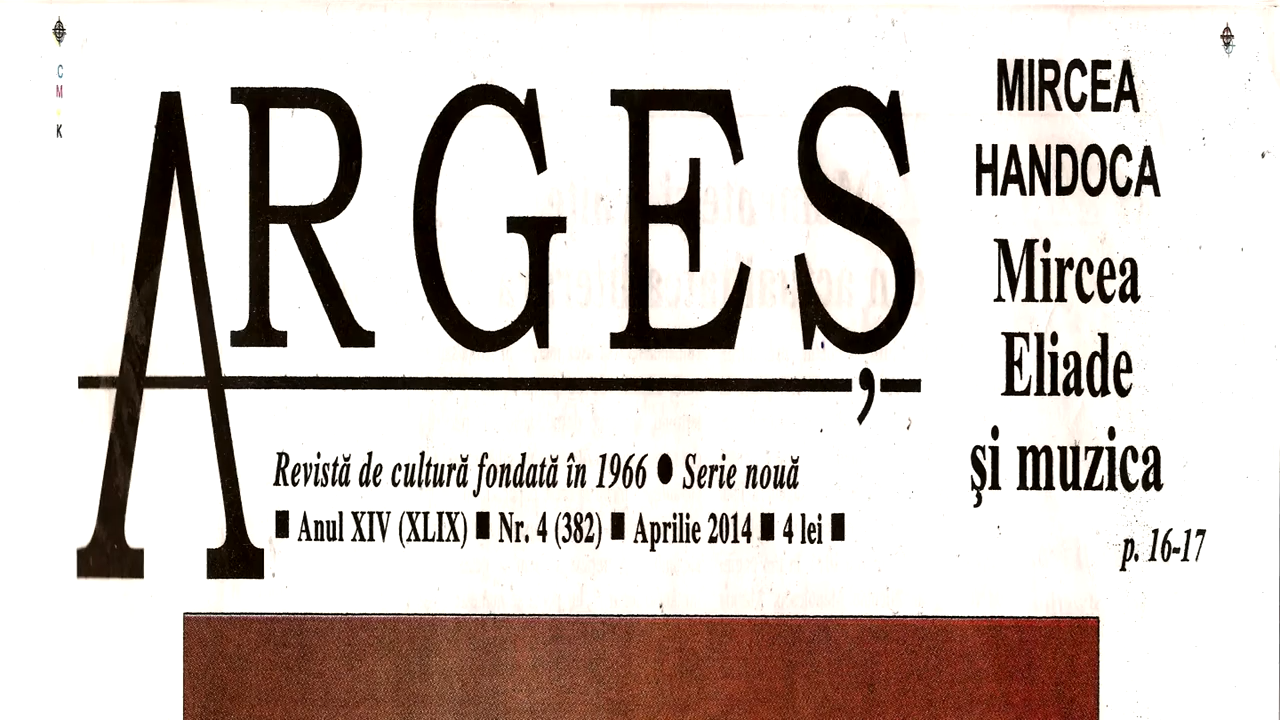 C
M
Y
K
ARGEȘ
Revistă de cultură fondată în 1966 ● Serie nouă
■ Anul XIV (XLIX) ■ Nr. 4 (382) ■ Aprilie 2014 ■ 4 lei ■
MIRCEA
HANDOCA
Mircea
Eliade
şi muzica
p. 16-17